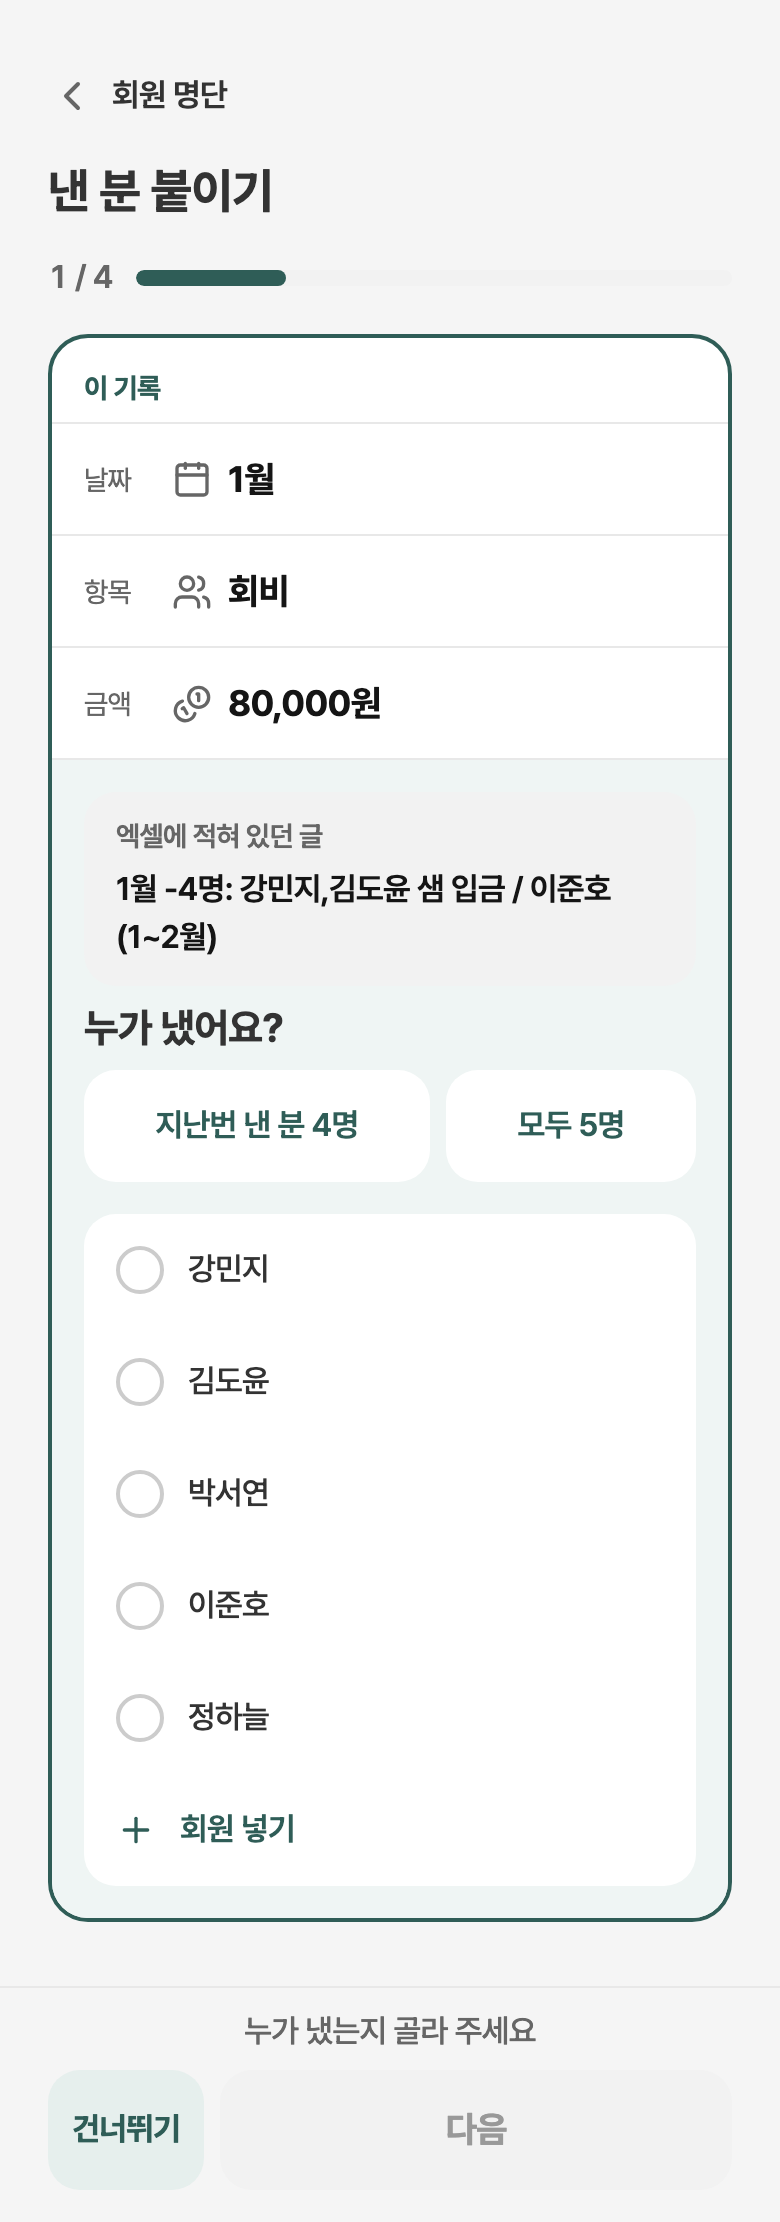 회원 명단
낸 분 붙이기
1 / 4
이 기록
날짜 1월
항목 회비
금액 80,000원
엑셀에 적혀 있던 글
1월 -4명: 강민지,김도윤 샘 입금 / 이준호
(1~2월)
누가 냈어요?
지난번 낸 분 4명 모두 5명
강민지
김도윤
박서연
이준호
정하늘
회원 넣기
누가 냈는지 골라 주세요
건너뛰기 다음